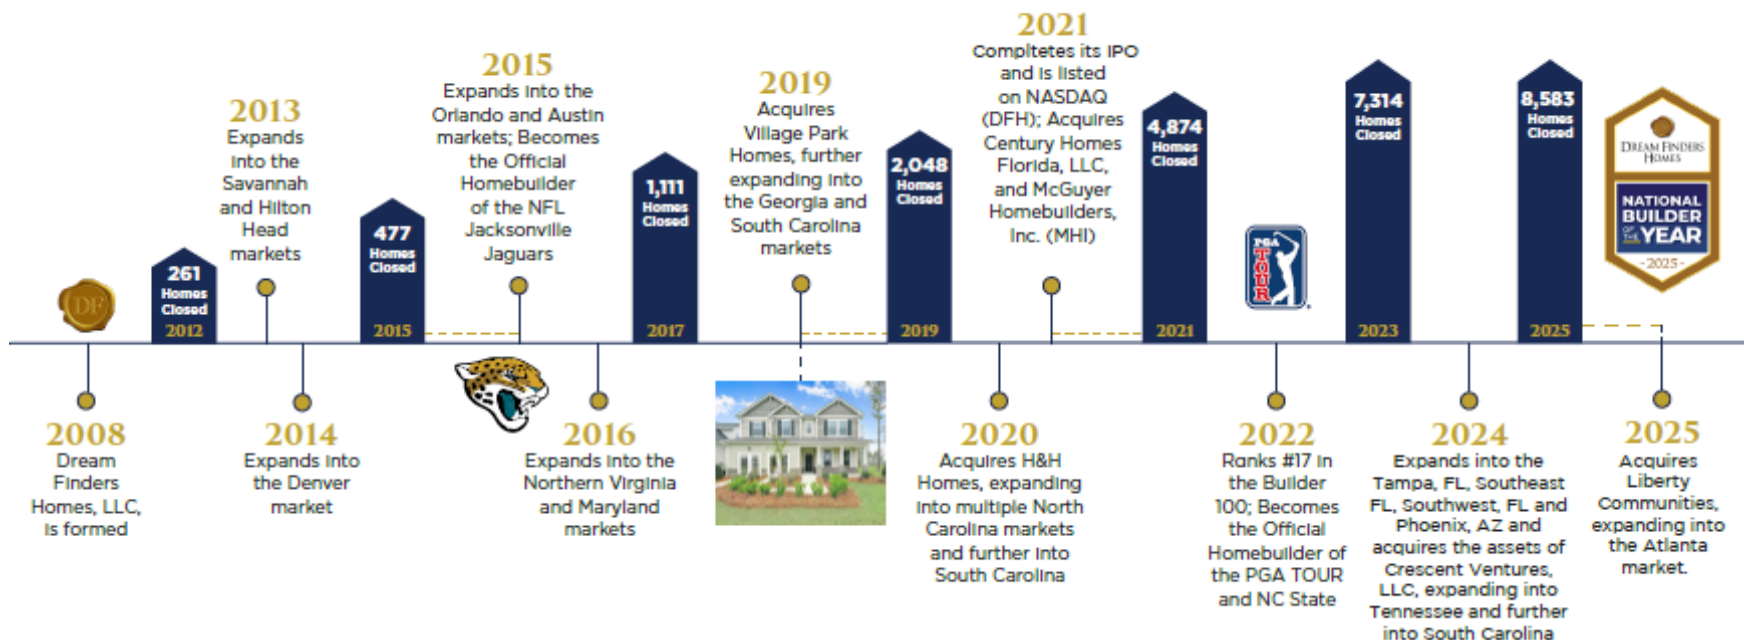 DF
2008
Dream
Finders
Homes, LLC,
is formed
261
Homes
Closed
2012
2013
Expands
into the
Savannah
and Hilton
Head
markets
2014
Expands into
the Denver
market
477
Homes
Closed
2015
2015
Expands into the
Orlando and Austin
markets; Becomes
the Official
Homebuilder
of the NFL
Jacksonville
Jaguars
2016
Expands into the
Northern Virginia
and Maryland
markets
1,111
Homes
Closed
2017
2019
Acquires
Village Park
Homes, further
expanding into
the Georgia and
South Carolina
markets
2,048
Homes
Closed
2019
2020
Acquires H&H
Homes, expanding
into multiple North
Carolina markets
and further into
South Carolina
2021
Compltetes its IPO
and is listed
on NASDAQ
(DFH); Acquires
Century Homes
Florida, LLC,
and McGuyer
Homebuilders,
Inc. (MHI)
4,874
Homes
Closed
2021
PGA
TOUR
2022
Ranks #17 in
the Builder
100; Becomes
the Official
Homebuilder of
the PGA TOUR
and NC State
7,314
Homes
Closed
2023
2024
Expands into the
Tampa, FL, Southeast
FL, Southwest, FL and
Phoenix, AZ and
acquires the assets of
Crescent Ventures,
LLC, expanding into
Tennessee and further
into South Carolina
8,583
Homes
Closed
2025
DREAM FINDERS
HOMES
NATIONAL
BUILDER
OF THE YEAR
-2025-
2025
Acquires
Liberty
Communities,
expanding into
the Atlanta
market.